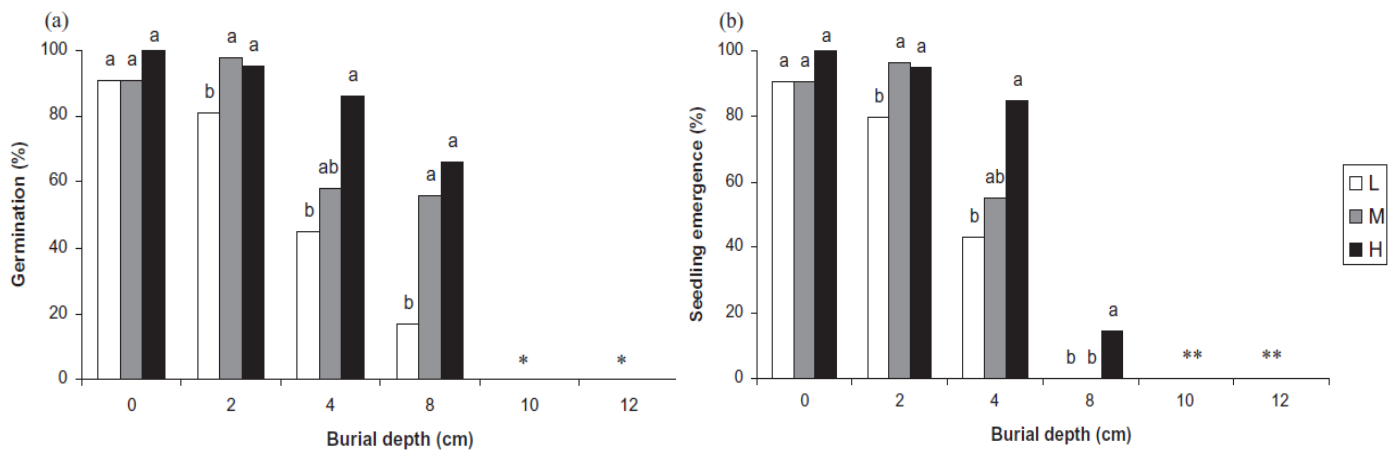 (a)
Germination (%)
100
80
60
40
20
0
a a a
b a a
b ab a
b a a
*
*
0 2 4 8 10 12
Burial depth (cm)
(b)
Seedling emergence (%)
100
80
60
40
20
0
a a a
b a a
b ab a
b b a
**
**
0 2 4 8 10 12
Burial depth (cm)
L
M
H